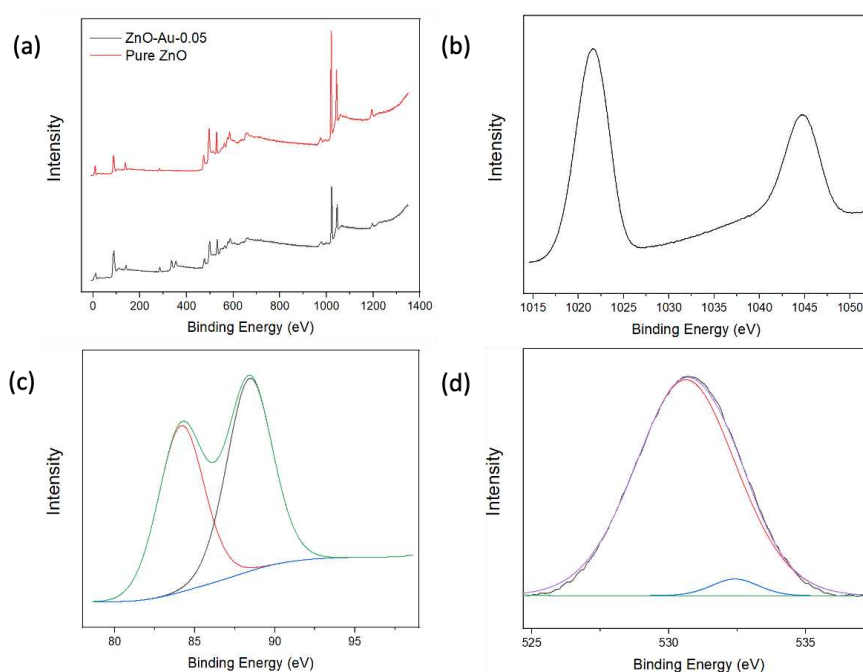 (a)
ZnO-Au-0.05
Pure ZnO
Intensity
0 200 400 600 800 1000 1200 1400
Binding Energy (eV)
(b)
Intensity
1015 1020 1025 1030 1035 1040 1045 1050
Binding Energy (eV)
(c)
Intensity
80 85 90 95
Binding Energy (eV)
(d)
Intensity
525 530 535
Binding Energy (eV)